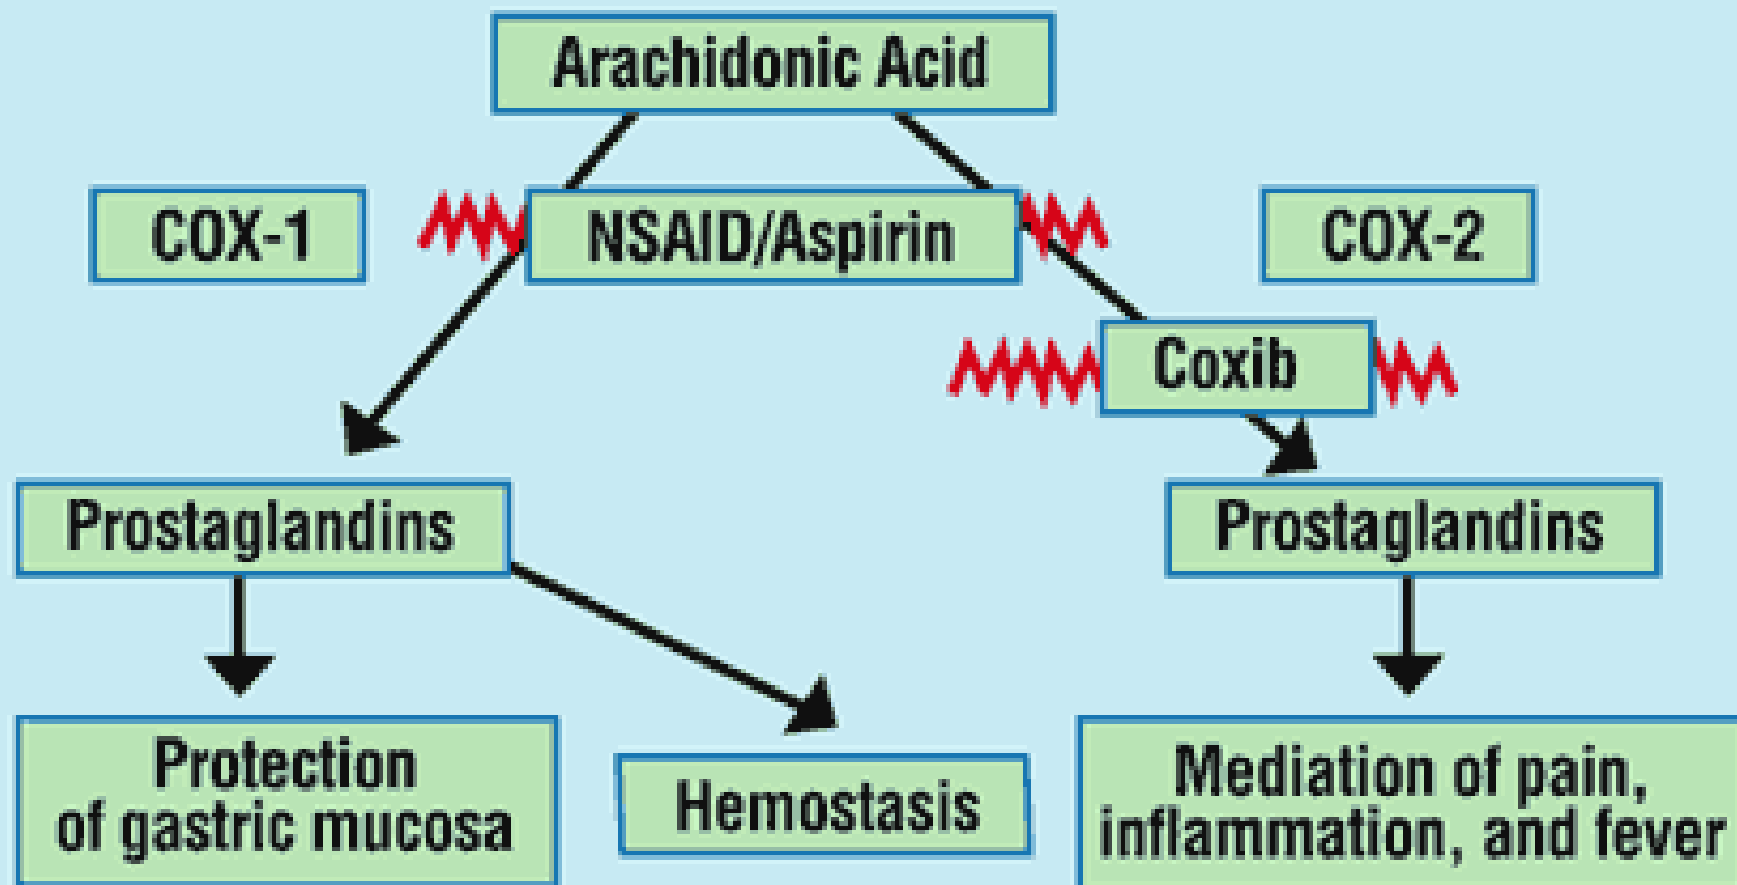 Arachidonic Acid
COX-1
NSAID/Aspirin
COX-2
Coxib
Prostaglandins
Prostaglandins
Protection
of gastric mucosa
Hemostasis
Mediation of pain,
inflammation, and fever